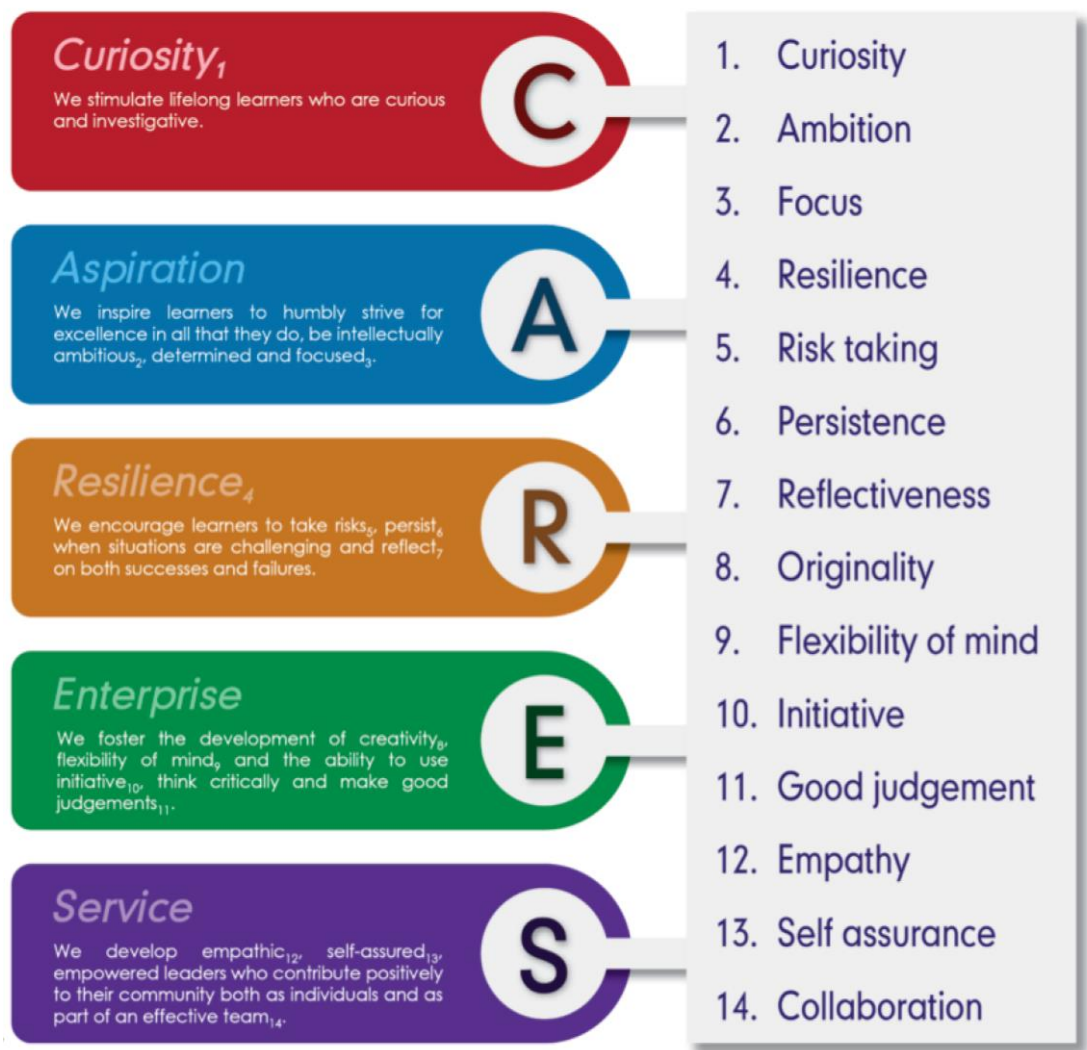 Curiosity₁
We stimulate lifelong learners who are curious
and investigative.
C
Aspiration
We inspire learners to humbly strive for
excellence in all that they do, be intellectually
ambitious₂, determined and focused₃.
A
Resilience₄
We encourage learners to take risks₅, persist₆
when situations are challenging and reflect₇
on both successes and failures.
R
Enterprise
We foster the development of creativity₈,
flexibility of mind₉ and the ability to use
initiative₁₀, think critically and make good
judgements₁₁.
E
Service
We develop empathic₁₂, self-assured₁₃,
empowered leaders who contribute positively
to their community both as individuals and as
part of an effective team₁₄.
S
1. Curiosity
2. Ambition
3. Focus
4. Resilience
5. Risk taking
6. Persistence
7. Reflectiveness
8. Originality
9. Flexibility of mind
10. Initiative
11. Good judgement
12. Empathy
13. Self assurance
14. Collaboration